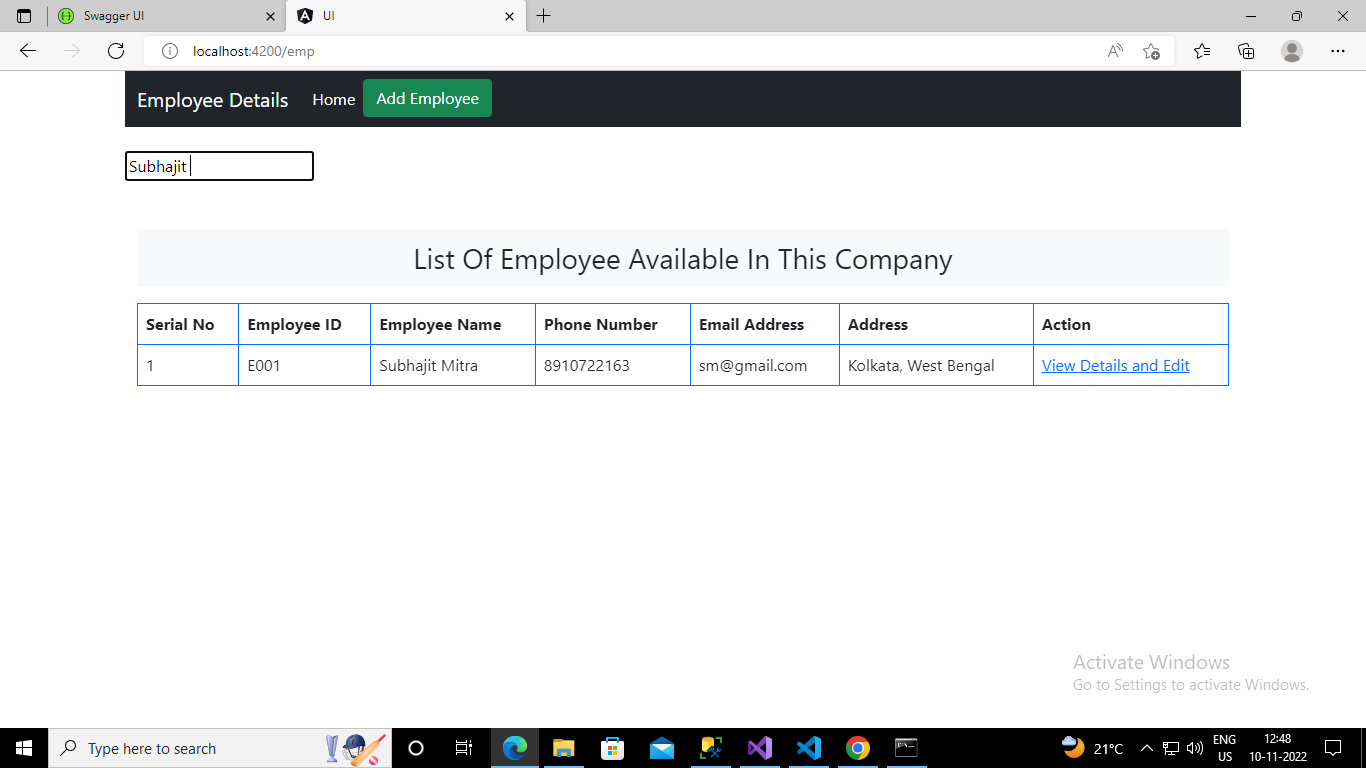 Swagger UI
UI
localhost:4200/emp
Employee Details Home Add Employee
Subhajit
List Of Employee Available In This Company
Serial No Employee ID Employee Name Phone Number Email Address Address Action
1 E001 Subhajit Mitra 8910722163 sm@gmail.com Kolkata, West Bengal View Details and Edit
Activate Windows
Go to Settings to activate Windows.
Type here to search
21°C
ENG
US
12:48
10-11-2022